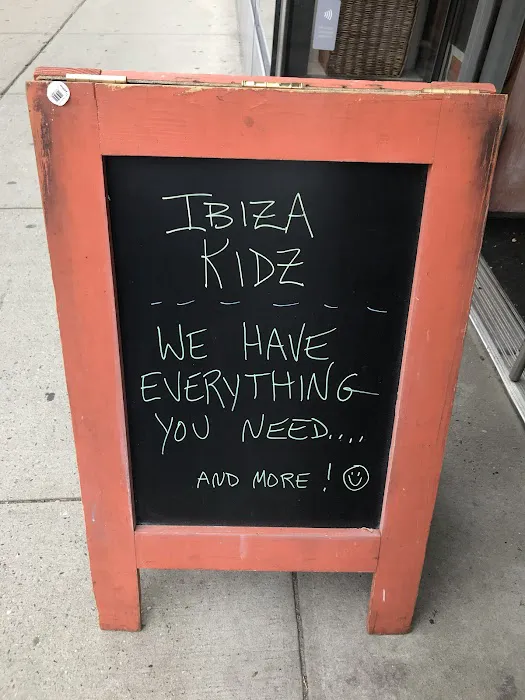 IBIZA
KIDZ
WE HAVE
EVERYTHING
YOU NEED....
AND MORE! ☺